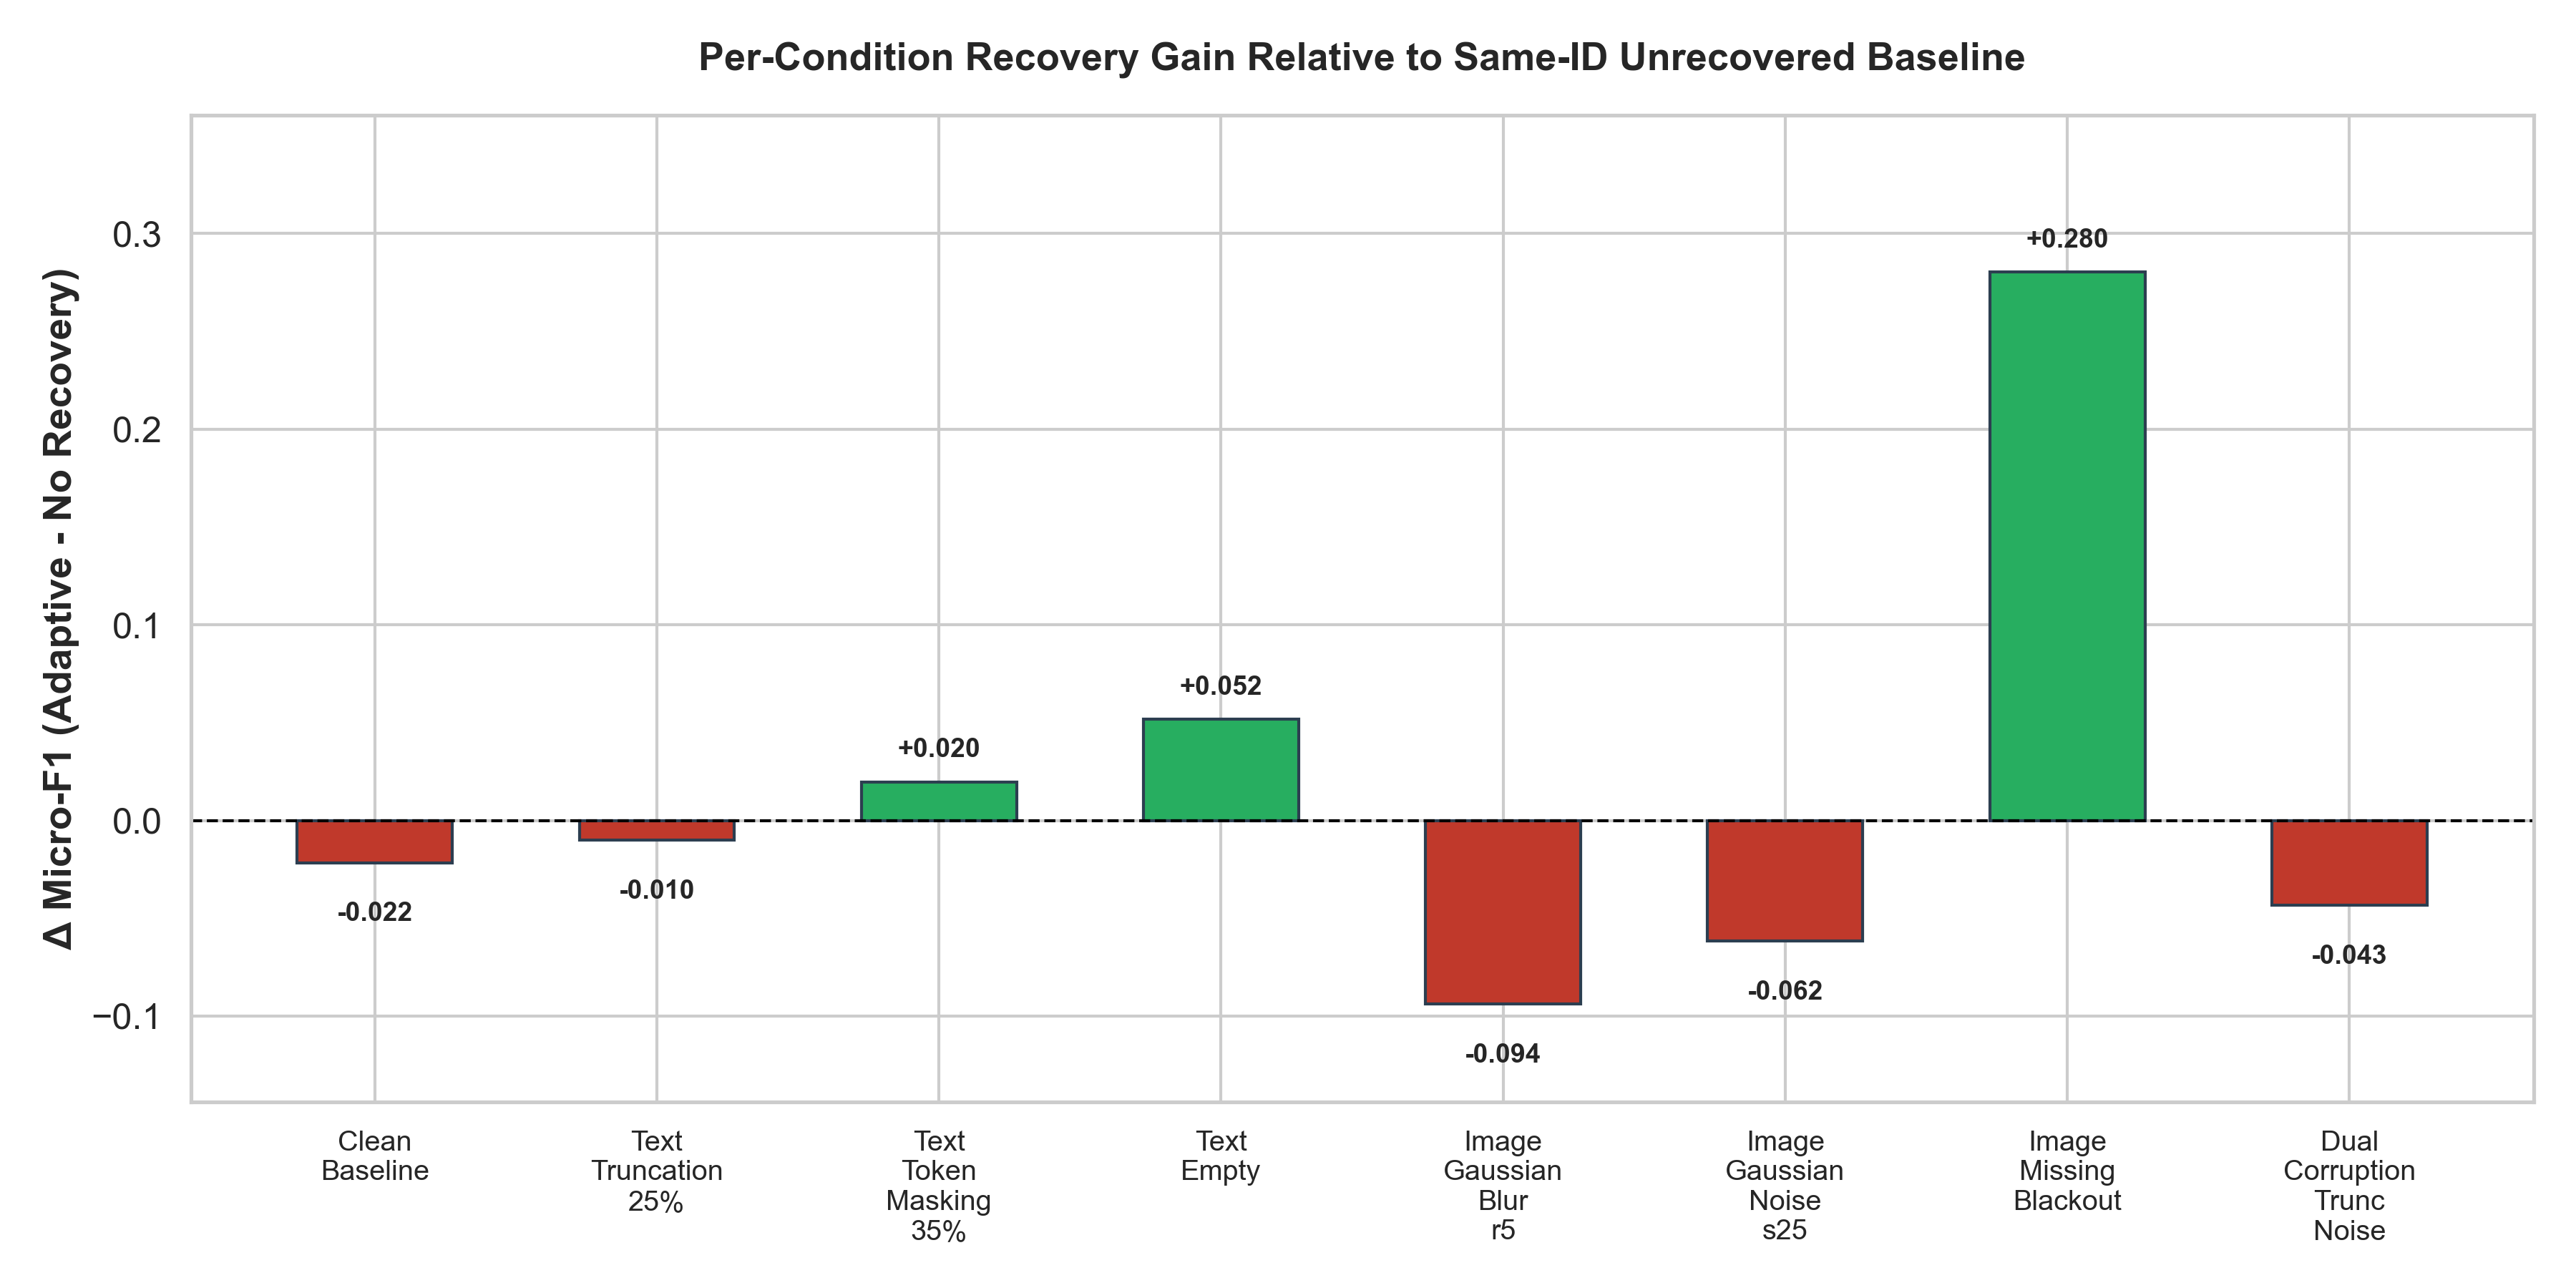 Per-Condition Recovery Gain Relative to Same-ID Unrecovered Baseline
Δ Micro-F1 (Adaptive - No Recovery)
0.3
0.2
0.1
0.0
−0.1
-0.022
-0.010
+0.020
+0.052
-0.094
-0.062
+0.280
-0.043
Clean
Baseline
Text
Truncation
25%
Text
Token
Masking
35%
Text
Empty
Image
Gaussian
Blur
r5
Image
Gaussian
Noise
s25
Image
Missing
Blackout
Dual
Corruption
Trunc
Noise